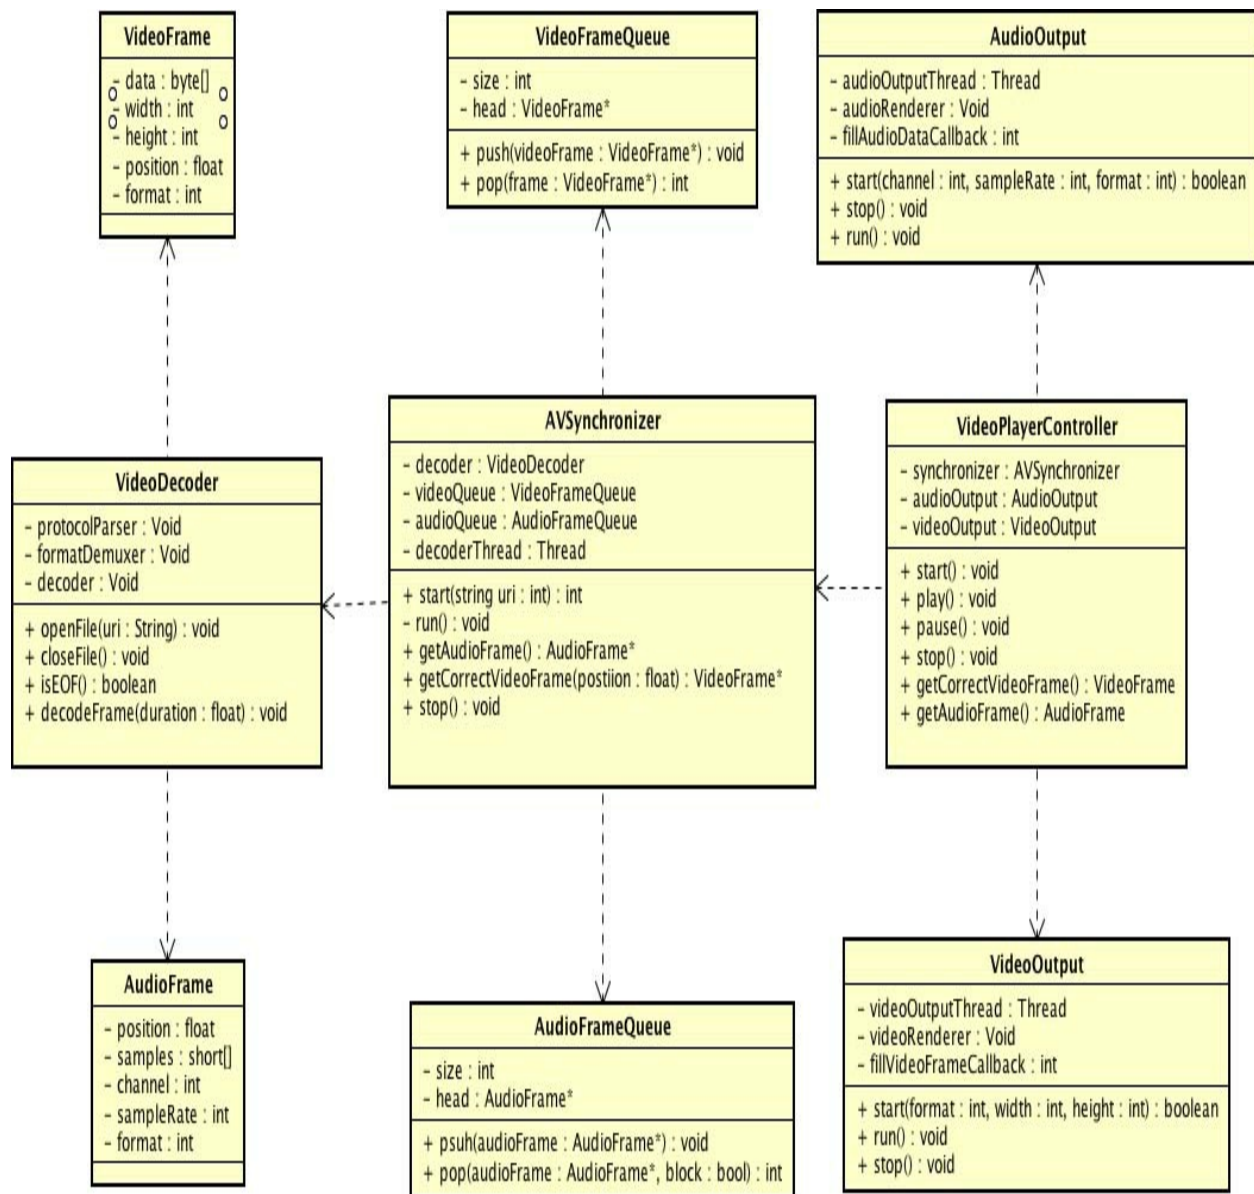 VideoFrame
- data : byte[]
- width : int
- height : int
- position : float
- format : int
VideoFrameQueue
- size : int
- head : VideoFrame*
+ push(videoFrame : VideoFrame*) : void
+ pop(frame : VideoFrame*) : int
AudioOutput
- audioOutputThread : Thread
- audioRenderer : Void
- fillAudioDataCallback : int
+ start(channel : int, sampleRate : int, format : int) : boolean
+ stop() : void
+ run() : void
VideoDecoder
- protocolParser : Void
- formatDemuxer : Void
- decoder : Void
+ openFile(uri : String) : void
+ closeFile() : void
+ isEOF() : boolean
+ decodeFrame(duration : float) : void
AVSynchronizer
- decoder : VideoDecoder
- videoQueue : VideoFrameQueue
- audioQueue : AudioFrameQueue
- decoderThread : Thread
+ start(string uri : int) : int
- run() : void
+ getAudioFrame() : AudioFrame*
+ getCorrectVideoFrame(postiion : float) : VideoFrame*
+ stop() : void
VideoPlayerController
- synchronizer : AVSynchronizer
- audioOutput : AudioOutput
- videoOutput : VideoOutput
+ start() : void
+ play() : void
+ pause() : void
+ stop() : void
+ getCorrectVideoFrame() : VideoFrame
+ getAudioFrame() : AudioFrame
AudioFrame
- position : float
- samples : short[]
- channel : int
- sampleRate : int
- format : int
AudioFrameQueue
- size : int
- head : AudioFrame*
+ psuh(audioFrame : AudioFrame*) : void
+ pop(audioFrame : AudioFrame*, block : bool) : int
VideoOutput
- videoOutputThread : Thread
- videoRenderer : Void
- fillVideoFrameCallback : int
+ start(format : int, width : int, height : int) : boolean
+ run() : void
+ stop() : void